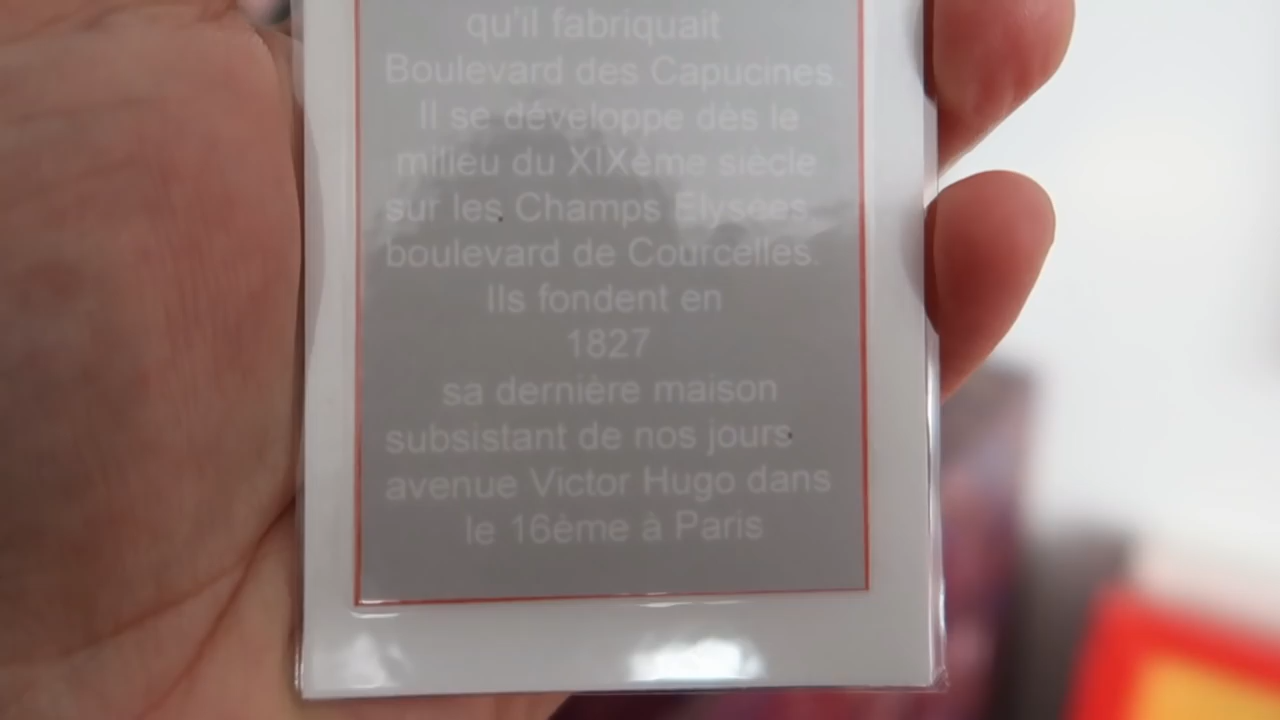 qu'il fabriquait
Boulevard des Capucines.
Il se développe dès le
milieu du XIXème siècle
sur les Champs Elysées
boulevard de Courcelles.
Ils fondent en
1827
sa dernière maison
subsistant de nos jours
avenue Victor Hugo dans
le 16ème à Paris